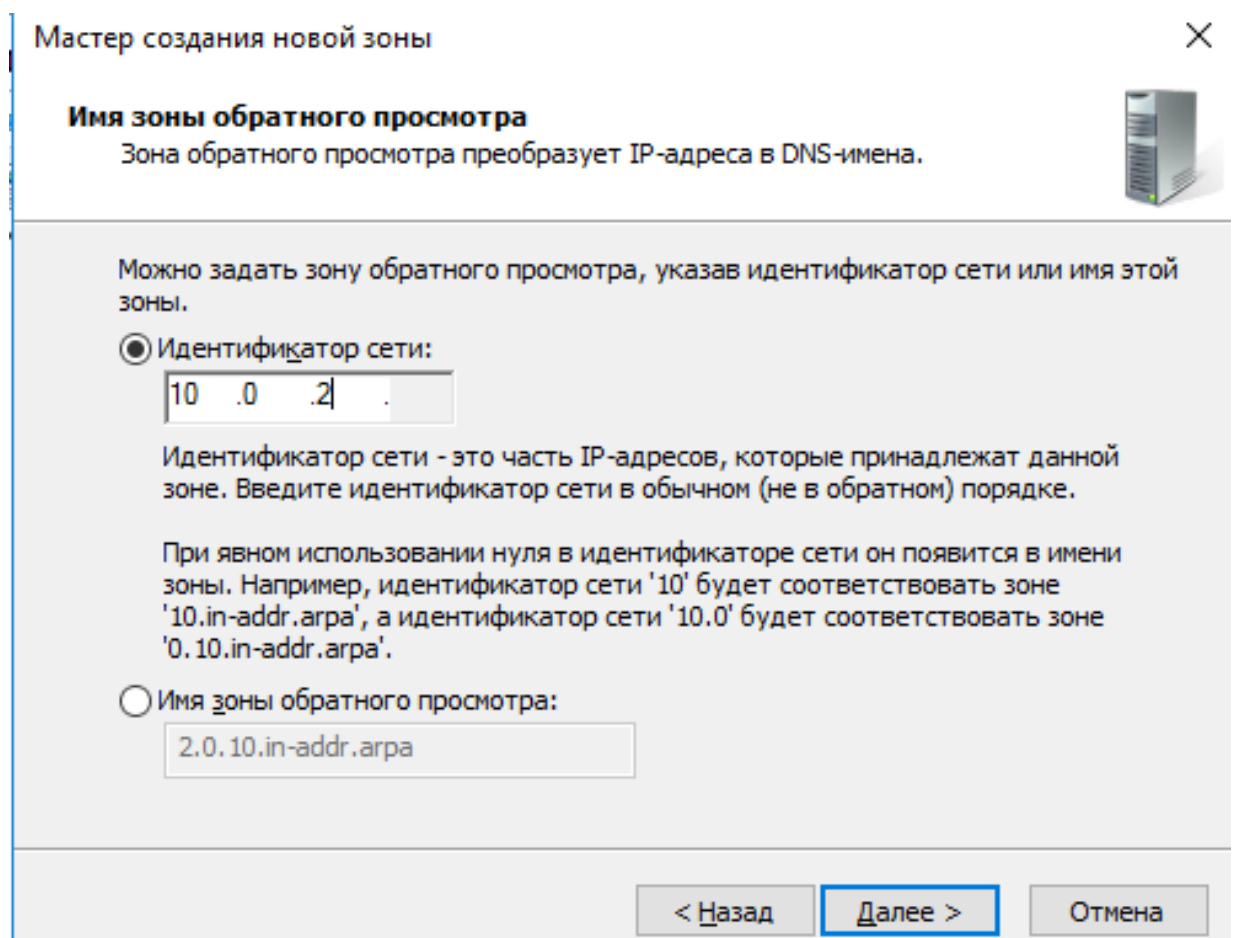 Мастер создания новой зоны
Имя зоны обратного просмотра
Зона обратного просмотра преобразует IP-адреса в DNS-имена.
Можно задать зону обратного просмотра, указав идентификатор сети или имя этой
зоны.
Идентификатор сети:
10 .0 .2 .
Идентификатор сети - это часть IP-адресов, которые принадлежат данной
зоне. Введите идентификатор сети в обычном (не в обратном) порядке.
При явном использовании нуля в идентификаторе сети он появится в имени
зоны. Например, идентификатор сети '10' будет соответствовать зоне
'10.in-addr.arpa', а идентификатор сети '10.0' будет соответствовать зоне
'0.10.in-addr.arpa'.
Имя зоны обратного просмотра:
2.0.10.in-addr.arpa
< Назад Далее > Отмена